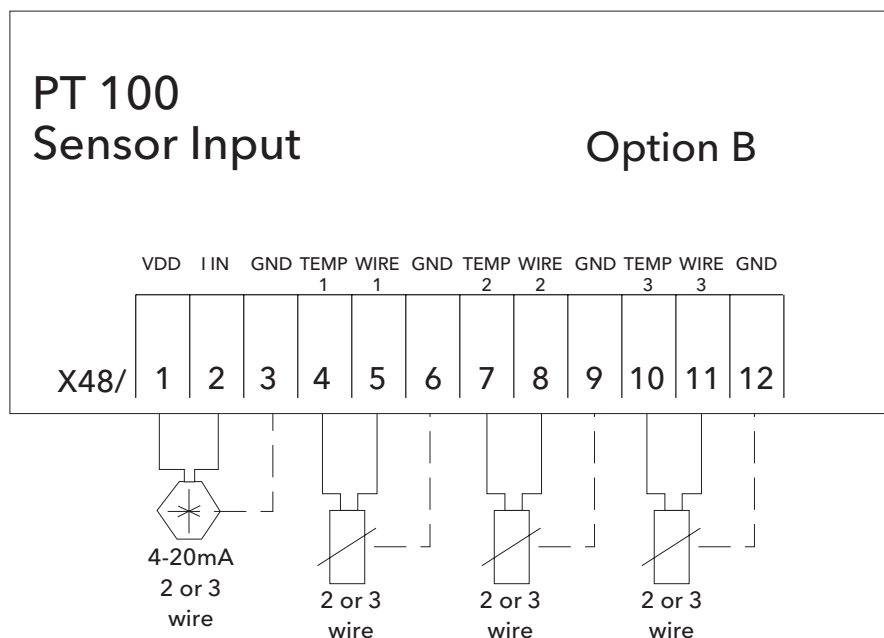 PT 100
Sensor Input
Option B
VDD I IN GND TEMP 1 WIRE 1 GND TEMP 2 WIRE 2 GND TEMP 3 WIRE 3 GND
X48/ 1 2 3 4 5 6 7 8 9 10 11 12
4-20mA
2 or 3
wire
2 or 3
wire
2 or 3
wire
2 or 3
wire